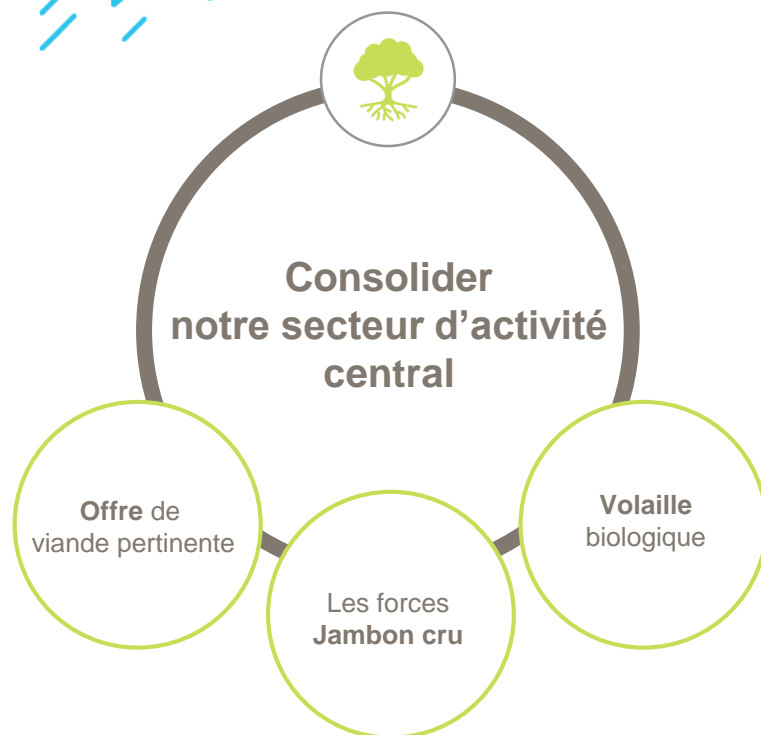 Consolider
notre secteur d’activité
central
Offre de
viande pertinente
Les forces
Jambon cru
Volaille
biologique